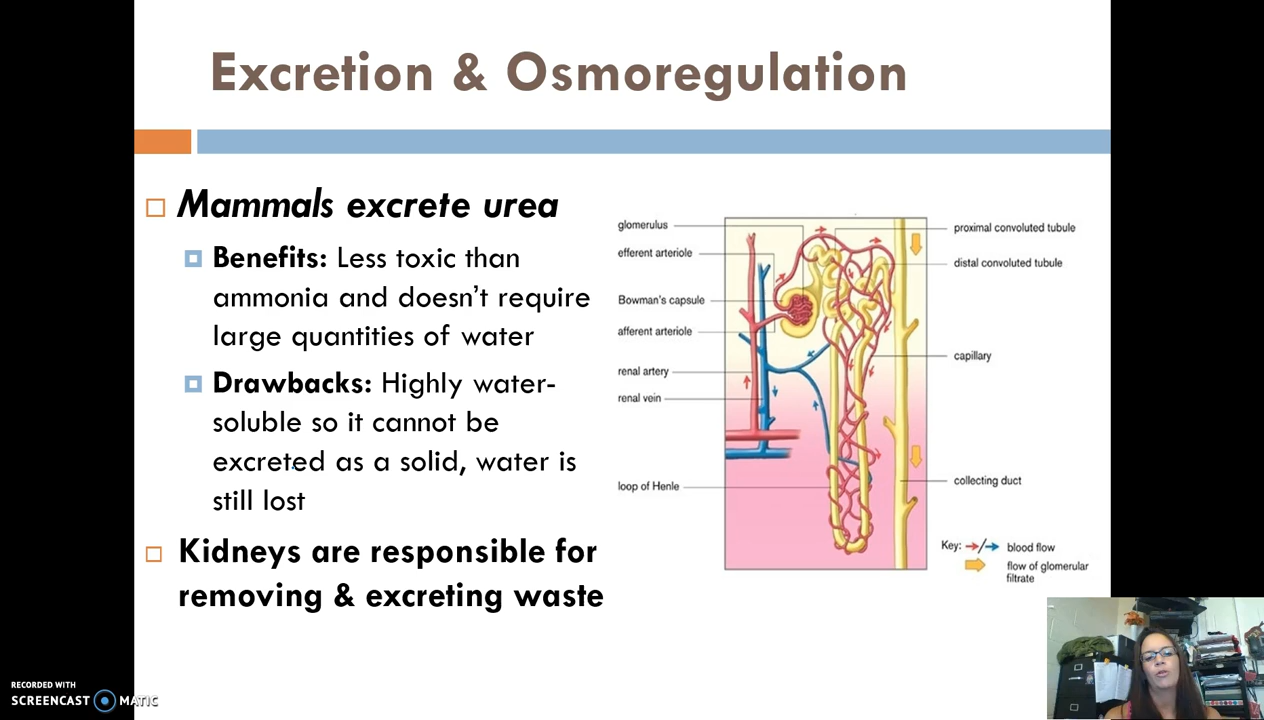 Excretion & Osmoregulation
Mammals excrete urea
Benefits: Less toxic than
ammonia and doesn't require
large quantities of water
Drawbacks: Highly water-
soluble so it cannot be
excreted as a solid, water is
still lost
Kidneys are responsible for
removing & excreting waste
glomerulus
efferent arteriole
Bowman's capsule
afferent arteriole
renal artery
renal vein
loop of Henle
proximal convoluted tubule
distal convoluted tubule
capillary
collecting duct
Key: / blood flow
flow of glomerular
filtrate
RECORDED WITH
SCREENCAST MATIC